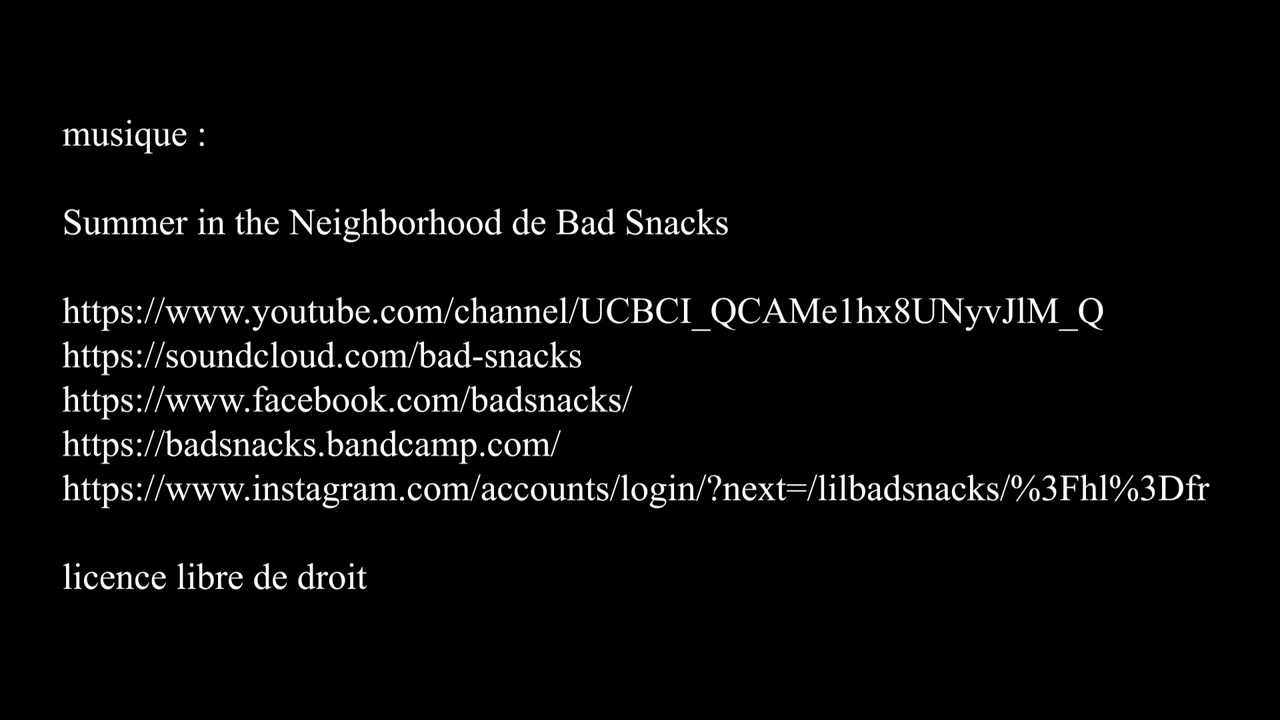 musique :
Summer in the Neighborhood de Bad Snacks
https://www.youtube.com/channel/UCBCI_QCAMe1hx8UNyvJlM_Q
https://soundcloud.com/bad-snacks
https://www.facebook.com/badsnacks/
https://badsnacks.bandcamp.com/
https://www.instagram.com/accounts/login/?next=/lilbadsnacks/%3Fhl%3Dfr
licence libre de droit